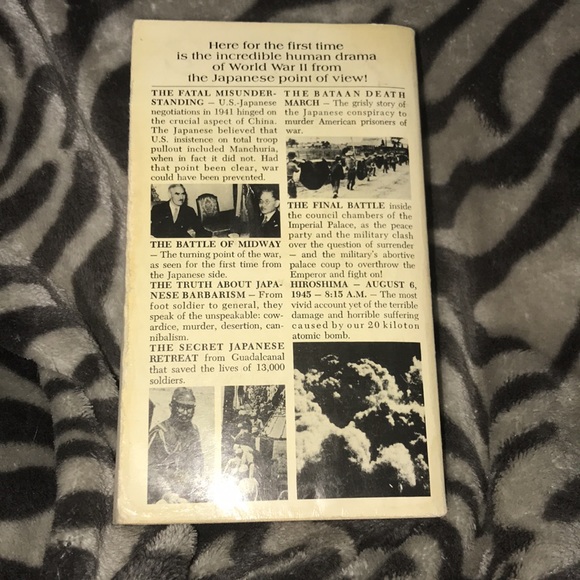 Here for the first time
is the incredible human drama
of World War II from
the Japanese point of view!
THE FATAL MISUNDER-
STANDING — U.S.-Japanese
negotiations in 1941 hinged on
the crucial aspect of China.
The Japanese believed that
U.S. insistence on total troop
pullout included Manchuria,
when in fact it did not. Had
that point been clear, war
could have been prevented.
THE BATTLE OF MIDWAY
— The turning point of the war,
as seen for the first time from
the Japanese side.
THE TRUTH ABOUT JAPA-
NESE BARBARISM — From
foot soldier to general, they
speak of the unspeakable: cow-
ardice, murder, desertion, can-
nibalism.
THE SECRET JAPANESE
RETREAT from Guadalcanal
that saved the lives of 13,000
soldiers.
THE BATAAN DEATH
MARCH — The grisly story of
the Japanese conspiracy to
murder American prisoners of
war.
THE FINAL BATTLE inside
the council chambers of the
Imperial Palace, as the peace
party and the military clash
over the question of surrender
— and the military's abortive
palace coup to overthrow the
Emperor and fight on!
HIROSHIMA — AUGUST 6,
1945 — 8:15 A.M. — The most
vivid account yet of the terrible
damage and horrible suffering
caused by our 20 kiloton
atomic bomb.